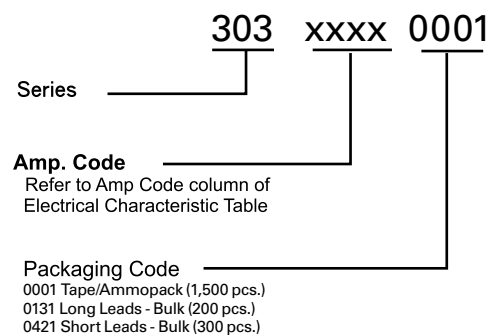 303 xxxx 0001
Series
Amp. Code
Refer to Amp Code column of
Electrical Characteristic Table
Packaging Code
0001 Tape/Ammopack (1,500 pcs.)
0131 Long Leads - Bulk (200 pcs.)
0421 Short Leads - Bulk (300 pcs.)